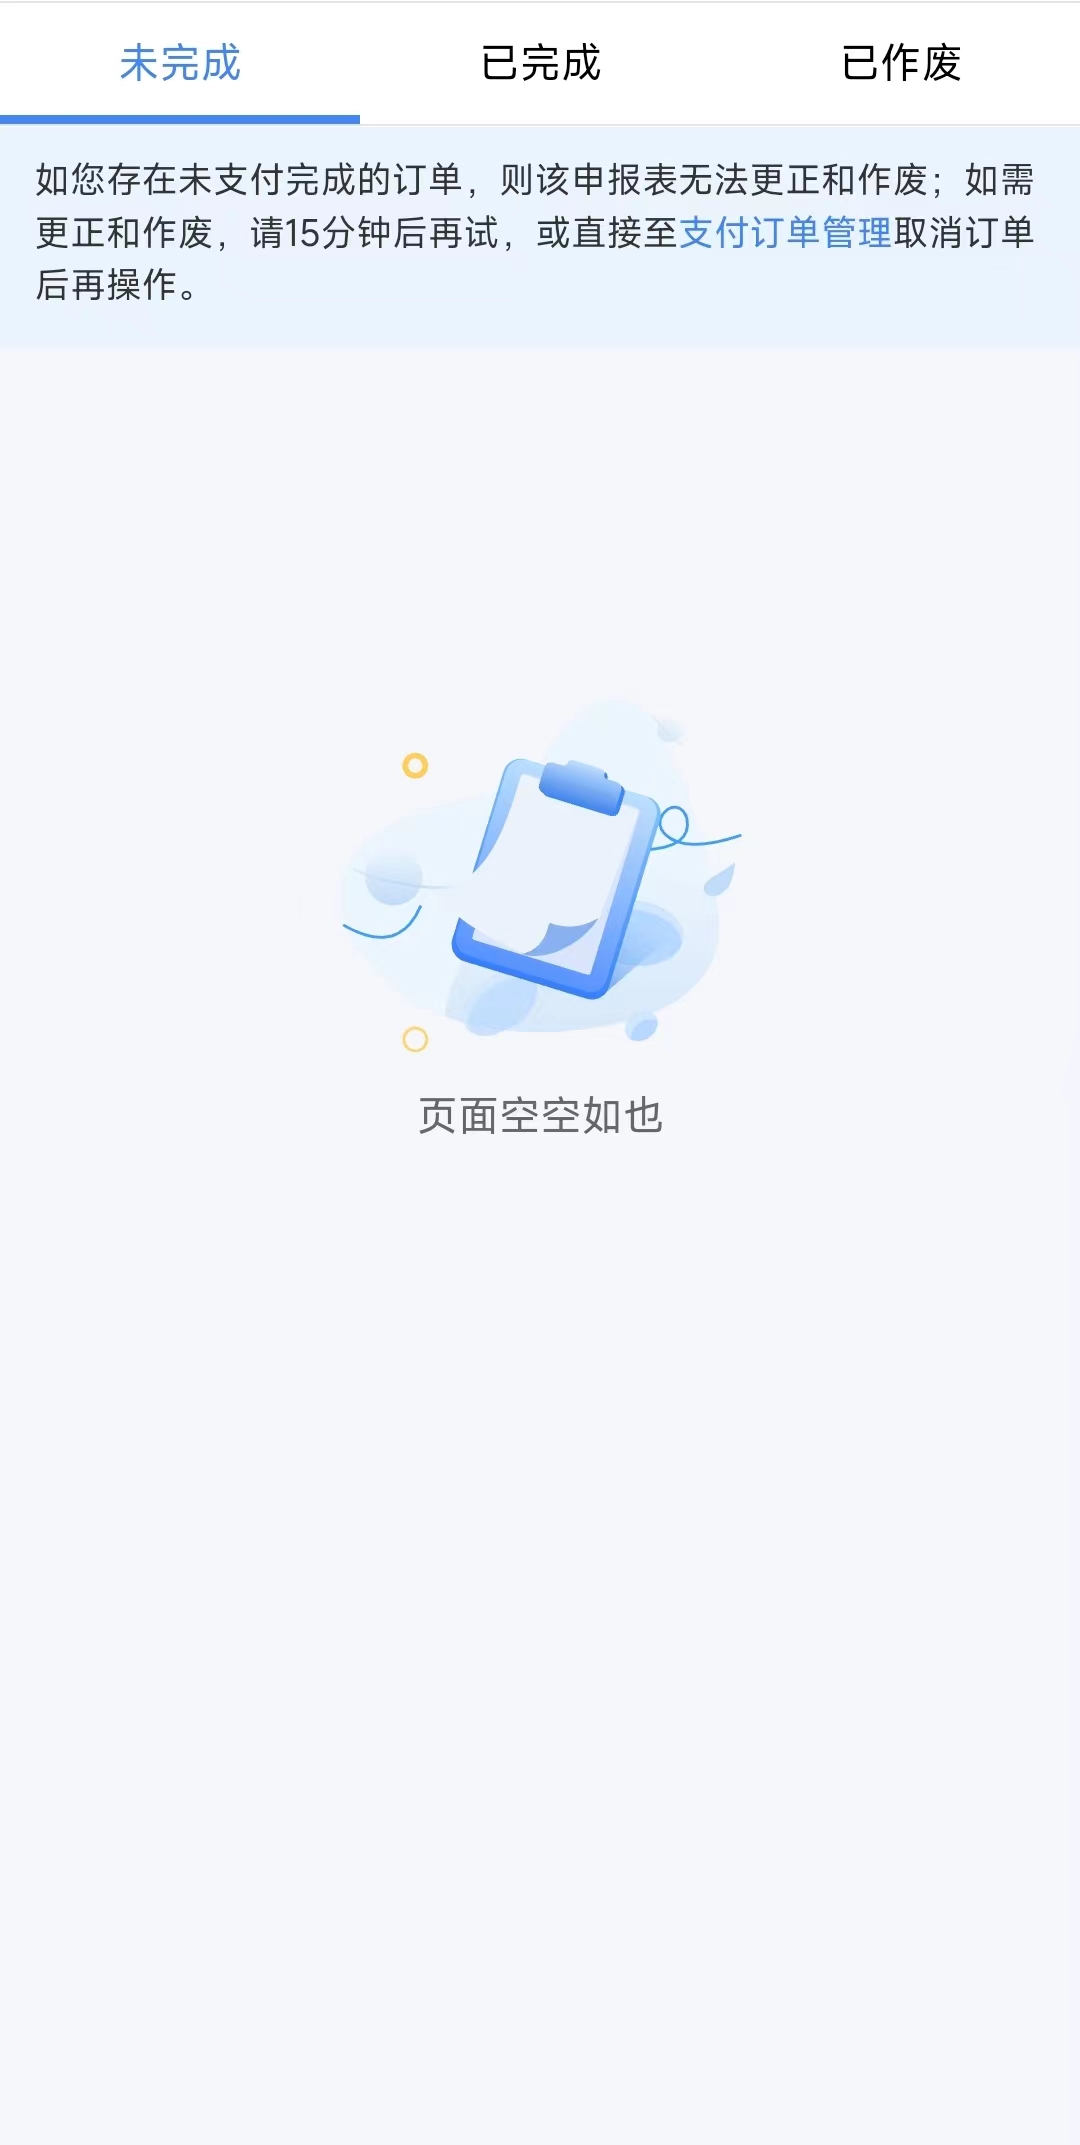 未完成 已完成 已作废
如您存在未支付完成的订单，则该申报表无法更正和作废；如需
更正和作废，请15分钟后再试，或直接至支付订单管理取消订单
后再操作。
页面空空如也